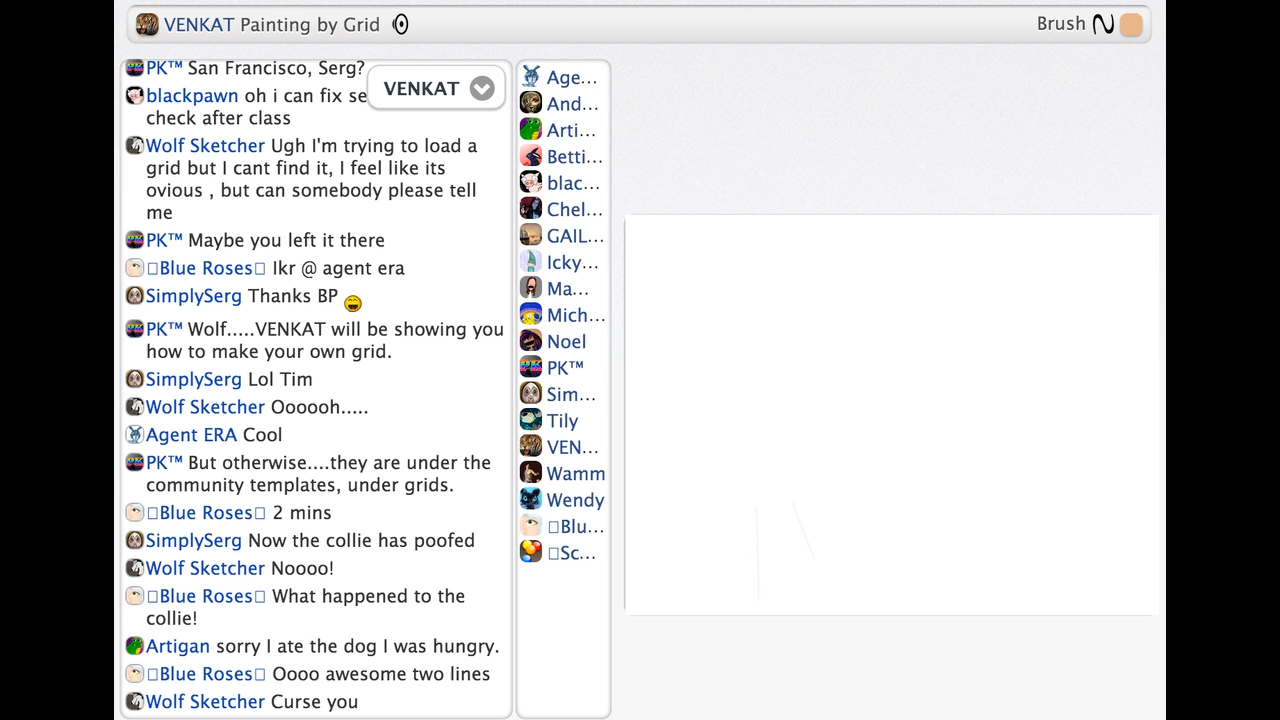 VENKAT Painting by Grid
Brush
PK™ San Francisco, Serg?
VENKAT
blackpawn oh i can fix se
check after class
Wolf Sketcher Ugh I'm trying to load a
grid but I cant find it, I feel like its
ovious , but can somebody please tell
me
PK™ Maybe you left it there
Blue Roses Ikr @ agent era
SimplySerg Thanks BP
PK™ Wolf.....VENKAT will be showing you
how to make your own grid.
SimplySerg Lol Tim
Wolf Sketcher Oooooh.....
Agent ERA Cool
PK™ But otherwise....they are under the
community templates, under grids.
Blue Roses 2 mins
SimplySerg Now the collie has poofed
Wolf Sketcher Noooo!
Blue Roses What happened to the
collie!
Artigan sorry I ate the dog I was hungry.
Blue Roses Oooo awesome two lines
Wolf Sketcher Curse you
Age...
And...
Arti...
Betti...
blac...
Chel...
GAIL...
Icky...
Ma...
Mich...
Noel
PK™
Sim...
Tily
VEN...
Wamm
Wendy
Blu...
Sc...